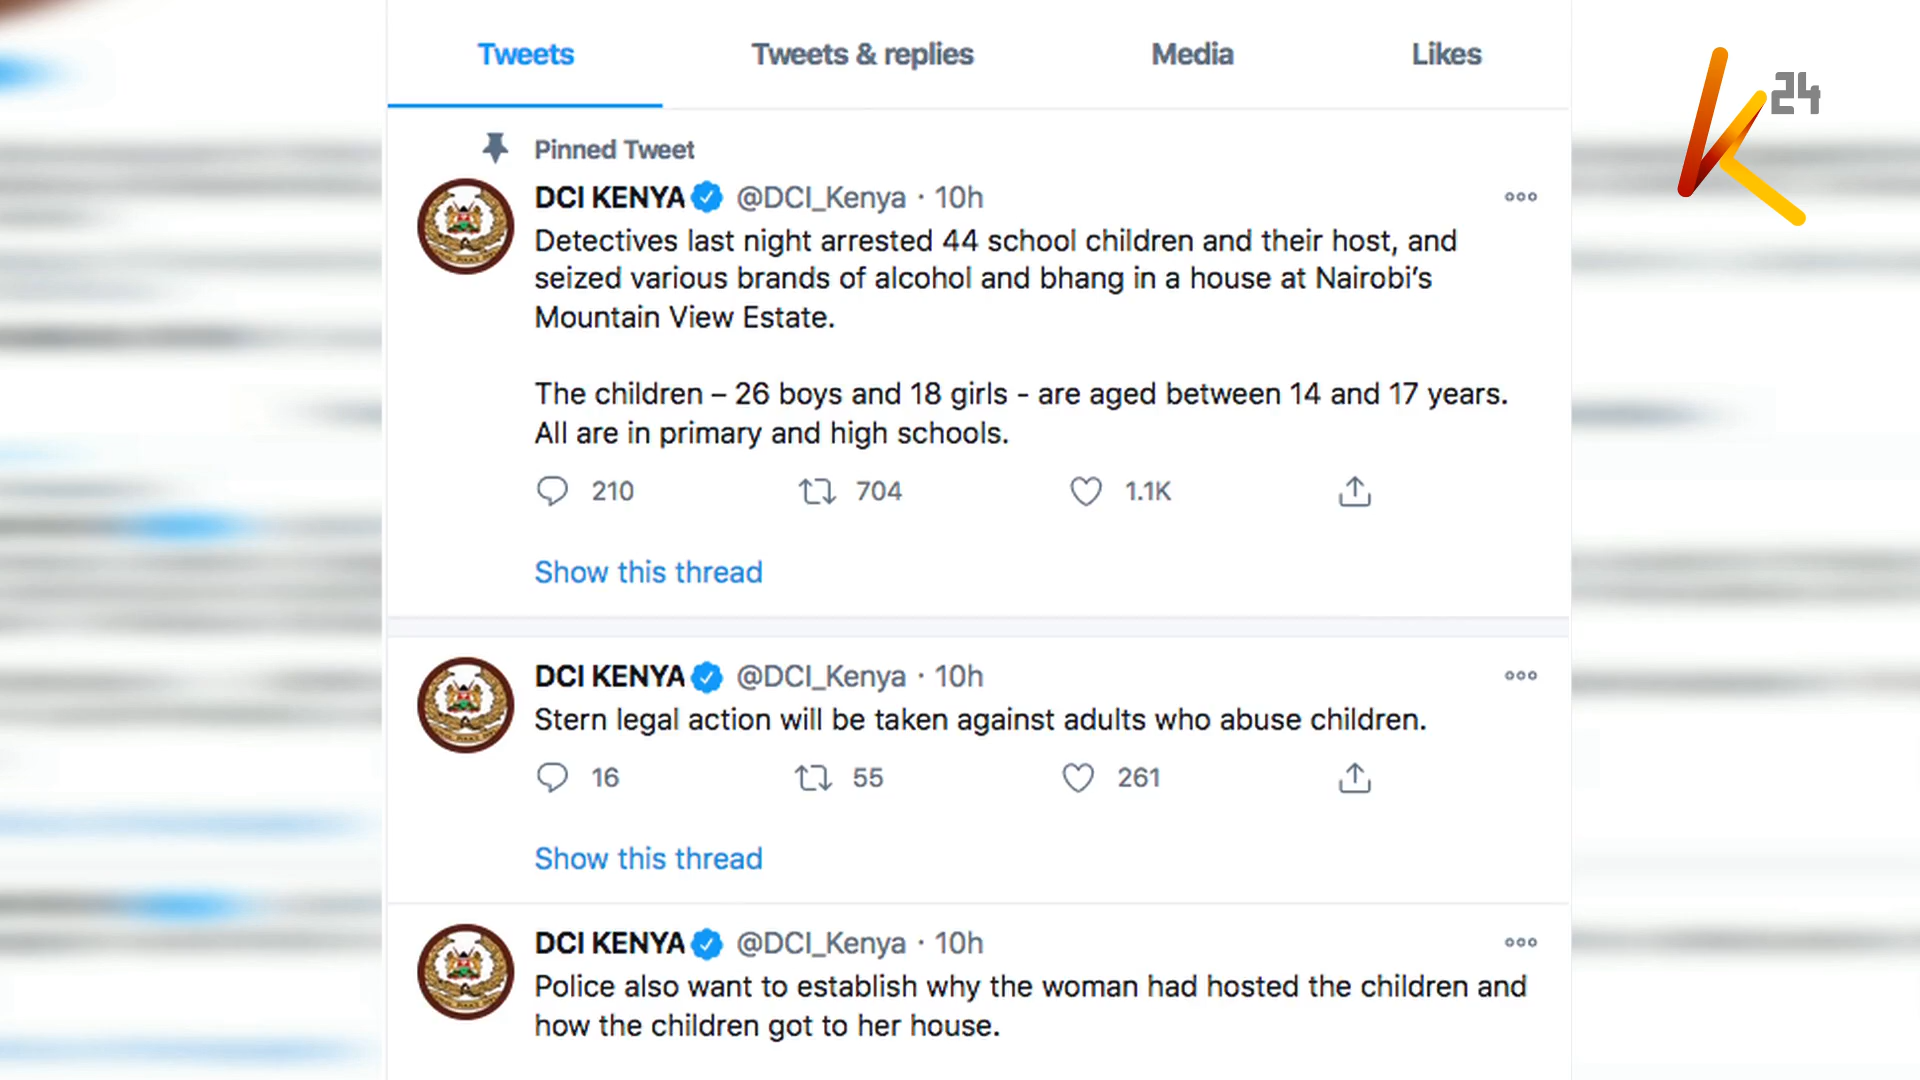 Tweets Tweets & replies Media Likes
24
Pinned Tweet
DCI KENYA @DCI_Kenya · 10h
Detectives last night arrested 44 school children and their host, and
seized various brands of alcohol and bhang in a house at Nairobi's
Mountain View Estate.
The children – 26 boys and 18 girls - are aged between 14 and 17 years.
All are in primary and high schools.
210 704 1.1K
Show this thread
DCI KENYA @DCI_Kenya · 10h
Stern legal action will be taken against adults who abuse children.
16 55 261
Show this thread
DCI KENYA @DCI_Kenya · 10h
Police also want to establish why the woman had hosted the children and
how the children got to her house.